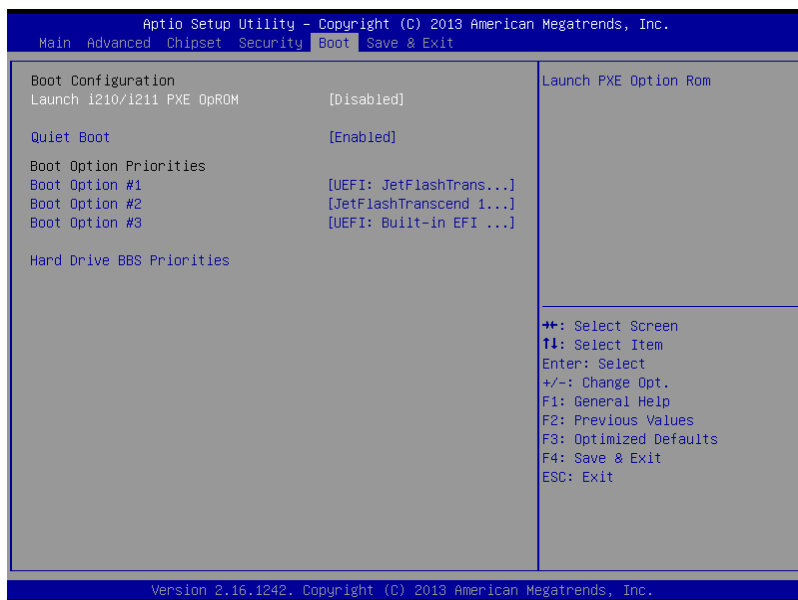 Aptio Setup Utility – Copyright (C) 2013 American Megatrends, Inc.
Main Advanced Chipset Security Boot Save & Exit
Boot Configuration
Launch i210/i211 PXE OpROM [Disabled]
Quiet Boot [Enabled]
Boot Option Priorities
Boot Option #1 [UEFI: JetFlashTrans...]
Boot Option #2 [JetFlashTranscend 1...]
Boot Option #3 [UEFI: Built-in EFI ...]
Hard Drive BBS Priorities
Launch PXE Option Rom
→←: Select Screen
↑↓: Select Item
Enter: Select
+/-: Change Opt.
F1: General Help
F2: Previous Values
F3: Optimized Defaults
F4: Save & Exit
ESC: Exit
Version 2.16.1242. Copyright (C) 2013 American Megatrends, Inc.